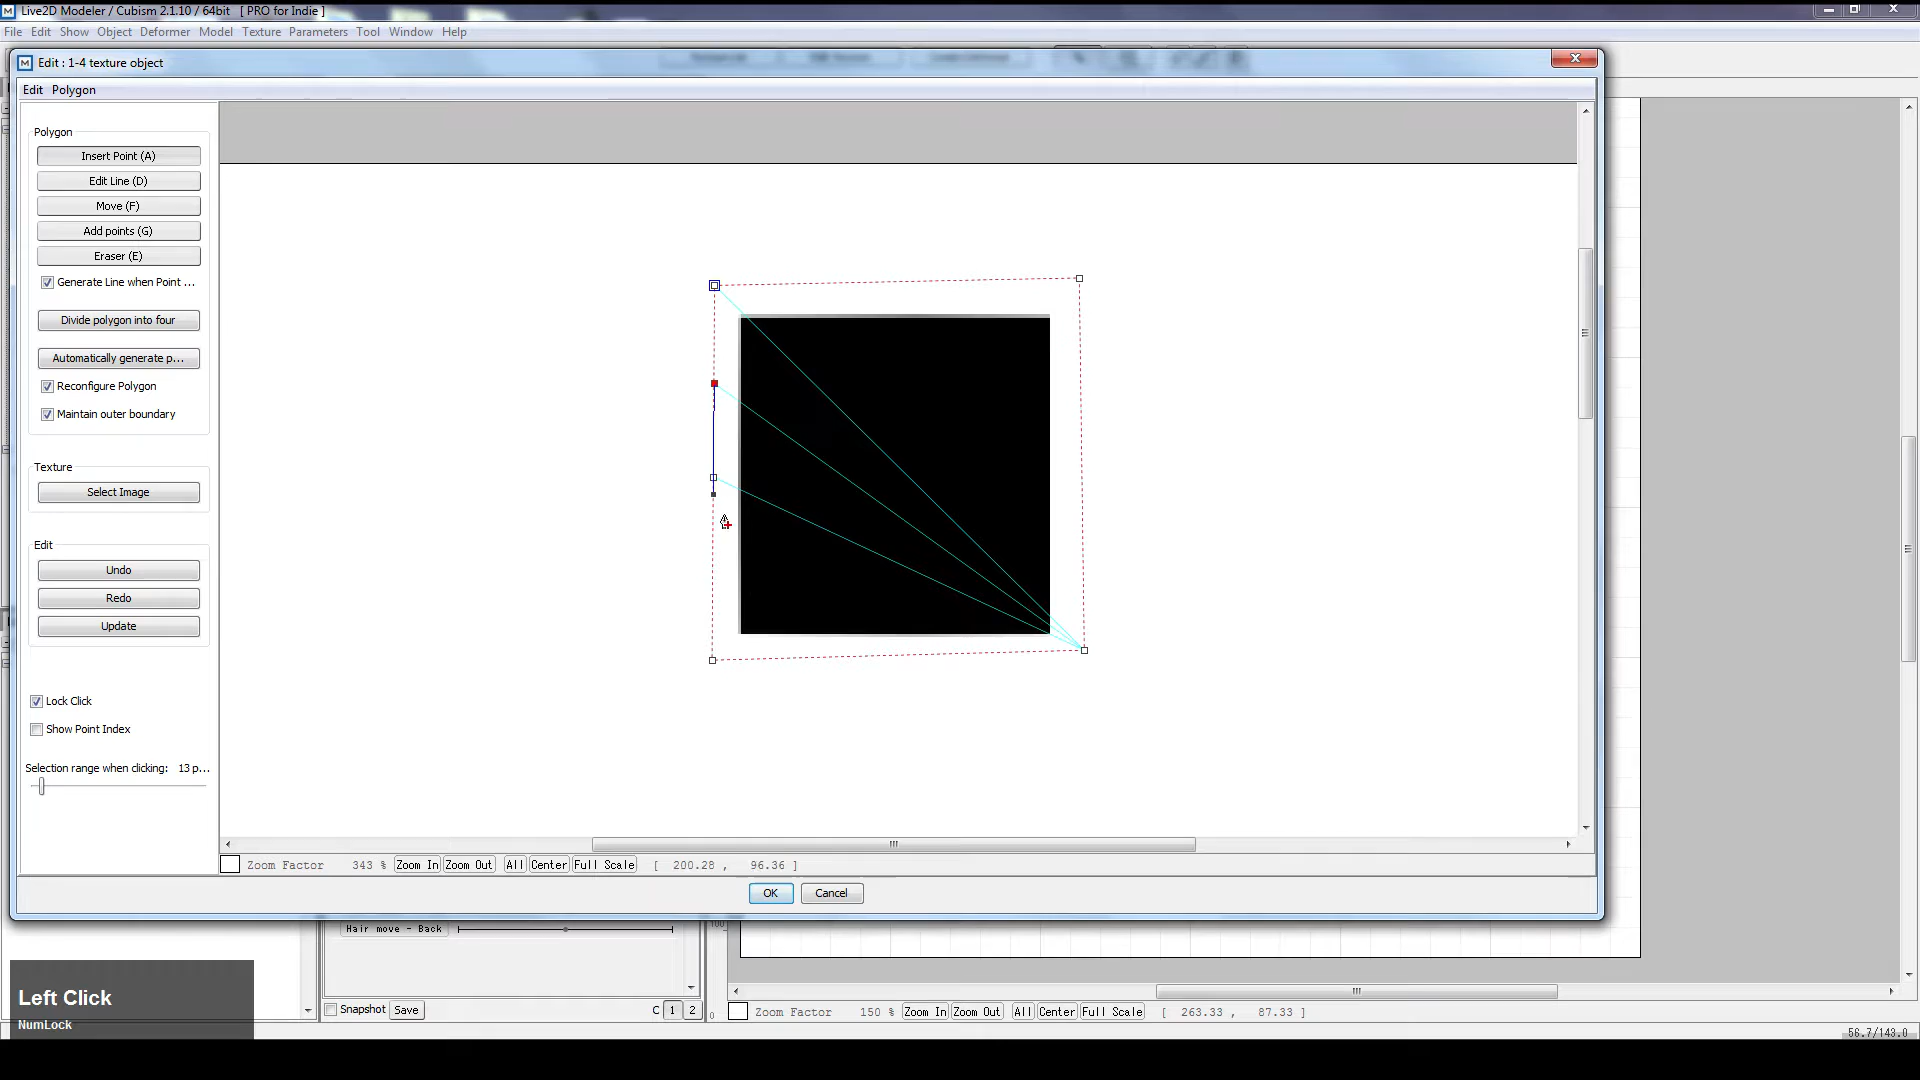 Live2D Modeler / Cubism 2.1.10 / 64bit [ PRO for Indie ]
File Edit Show Object Deformer Model Texture Parameters Tool Window Help
Edit : 1-4 texture object
Edit Polygon
Polygon
Insert Point (A)
Edit Line (D)
Move (F)
Add points (G)
Eraser (E)
Generate Line when Point ...
Divide polygon into four
Automatically generate p...
Reconfigure Polygon
Maintain outer boundary
Texture
Select Image
Edit
Undo
Redo
Update
Lock Click
Show Point Index
Selection range when clicking: 13 p...
Zoom Factor 343 % Zoom In Zoom Out All Center Full Scale [ 200.28 , 96.36 ]
OK Cancel
Hair move - Back
Left Click
NumLock
Snapshot Save C 1 2
Zoom Factor 150 % Zoom In Zoom Out All Center Full Scale [ 263.33 , 87.33 ]
56.7/143.0